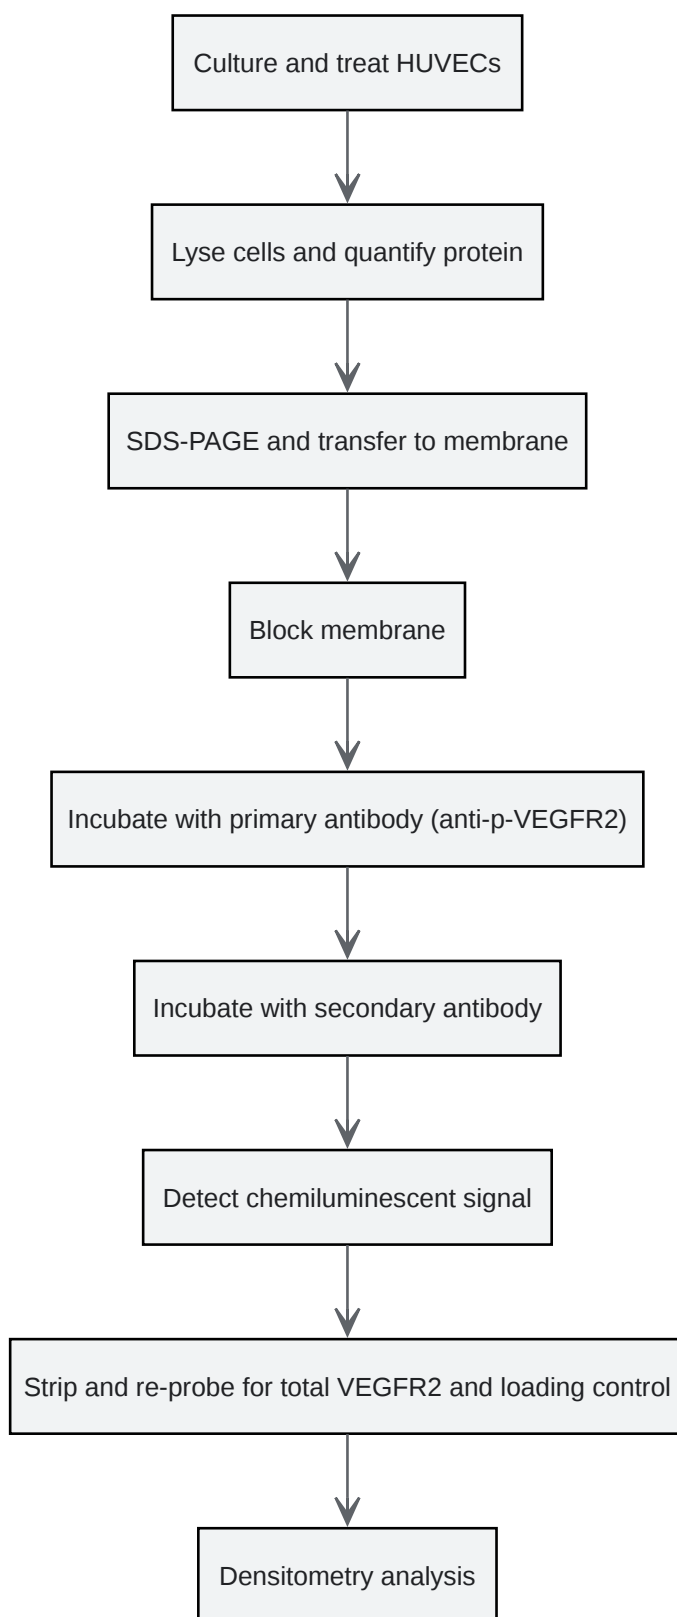 Culture and treat HUVECs
Lyse cells and quantify protein
SDS-PAGE and transfer to membrane
Block membrane
Incubate with primary antibody (anti-p-VEGFR2)
Incubate with secondary antibody
Detect chemiluminescent signal
Strip and re-probe for total VEGFR2 and loading control
Densitometry analysis